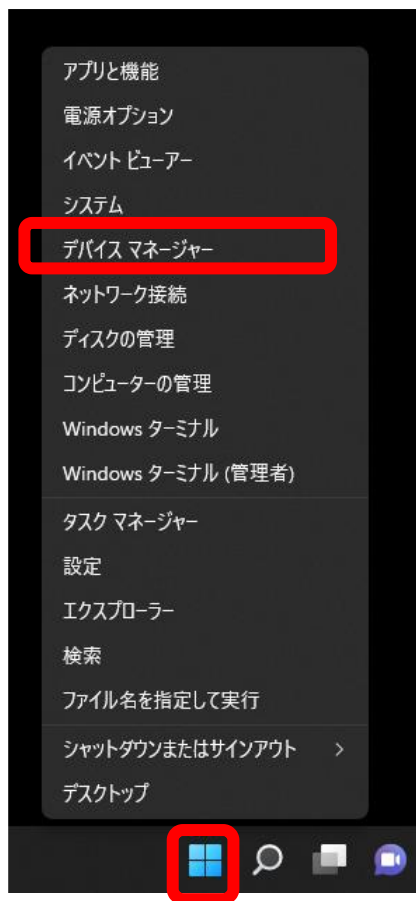 アプリと機能
電源オプション
イベント ビューアー
システム
デバイス マネージャー
ネットワーク接続
ディスクの管理
コンピューターの管理
Windows ターミナル
Windows ターミナル (管理者)
タスク マネージャー
設定
エクスプローラー
検索
ファイル名を指定して実行
シャットダウンまたはサインアウト
デスクトップ